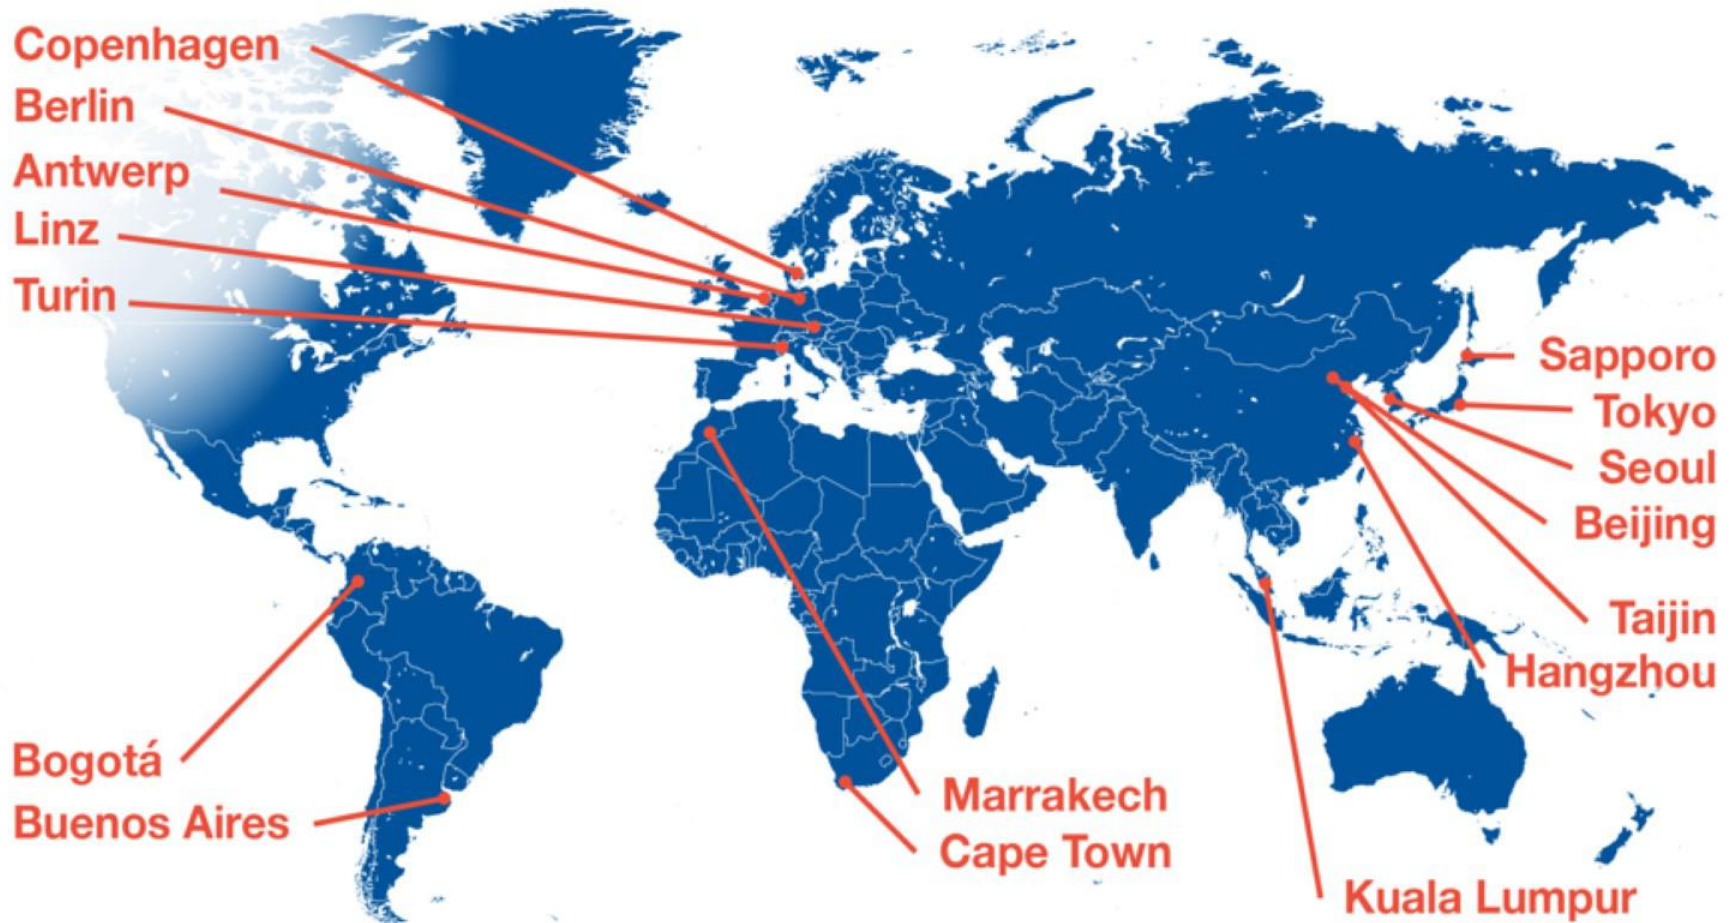 Copenhagen
Berlin
Antwerp
Linz
Turin
Sapporo
Tokyo
Seoul
Beijing
Taijin
Hangzhou
Bogotá
Buenos Aires
Marrakech
Cape Town
Kuala Lumpur